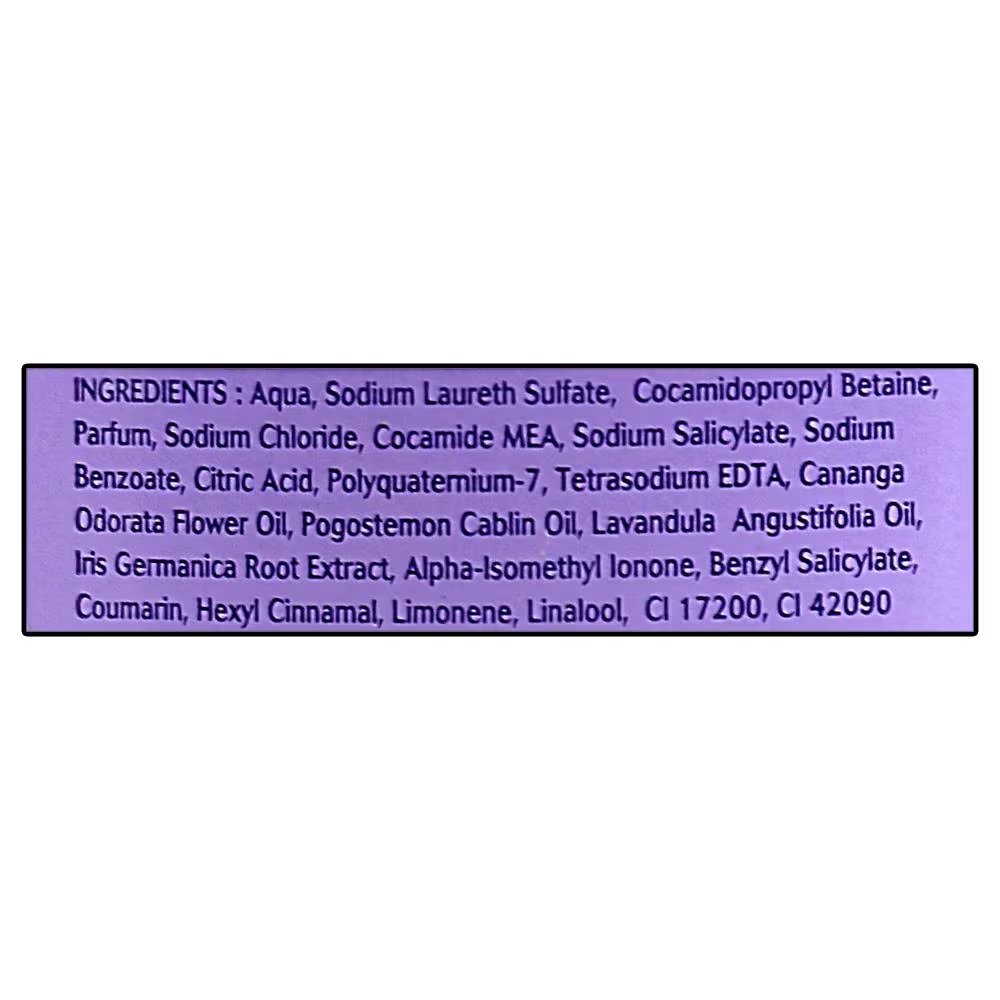 INGREDIENTS : Aqua, Sodium Laureth Sulfate, Cocamidopropyl Betaine,
Parfum, Sodium Chloride, Cocamide MEA, Sodium Salicylate, Sodium
Benzoate, Citric Acid, Polyquaternium-7, Tetrasodium EDTA, Cananga
Odorata Flower Oil, Pogostemon Cablin Oil, Lavandula Angustifolia Oil,
Iris Germanica Root Extract, Alpha-Isomethyl Ionone, Benzyl Salicylate,
Coumarin, Hexyl Cinnamal, Limonene, Linalool, CI 17200, CI 42090